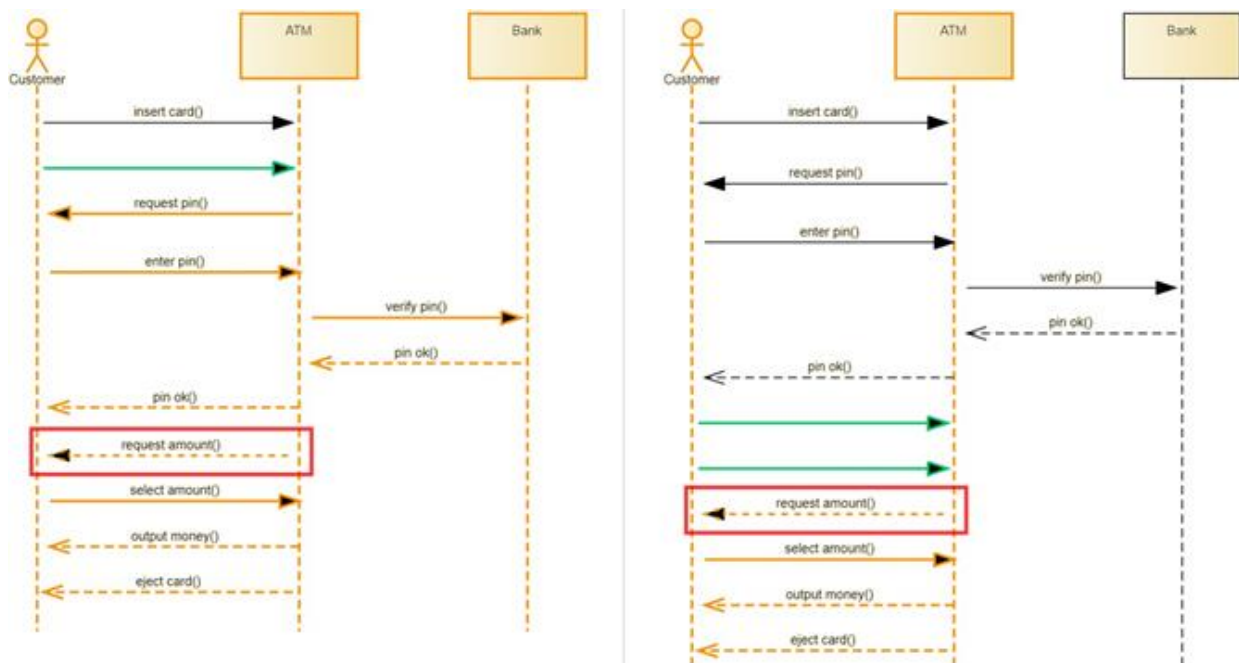 ATM
Bank
Customer
insert card()
request pin()
enter pin()
verify pin()
pin ok()
pin ok()
request amount()
select amount()
output money()
eject card()
ATM
Bank
Customer
insert card()
request pin()
enter pin()
verify pin()
pin ok()
pin ok()
request amount()
select amount()
output money()
eject card()